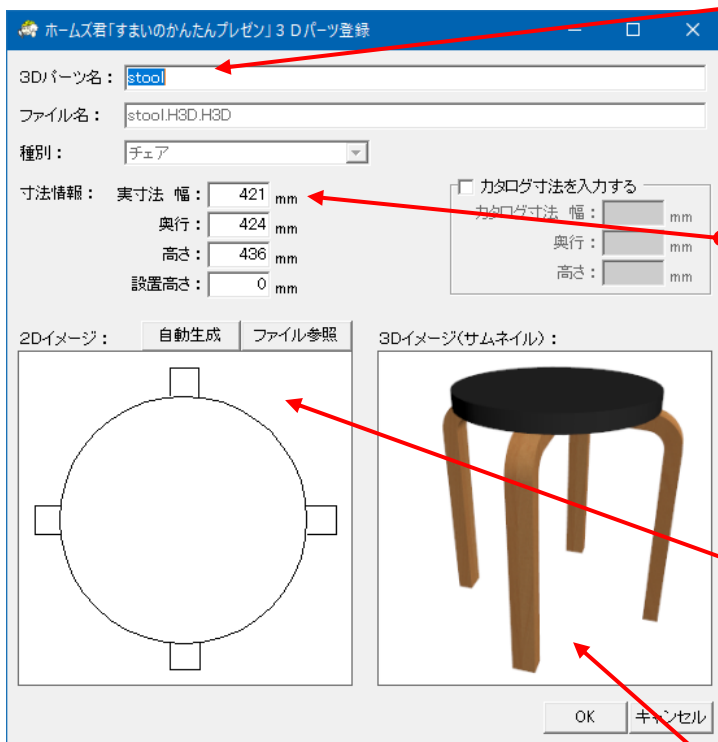 ホームズ君「すまいのかんたんプレゼン」３Ｄパーツ登録
3Dパーツ名： stool
ファイル名： stool.H3D.H3D
種別： チェア
寸法情報： 実寸法 幅： 421 mm
奥行： 424 mm
高さ： 436 mm
設置高さ： 0 mm
カタログ寸法を入力する
カタログ寸法 幅： mm
奥行： mm
高さ： mm
2Dイメージ： 自動生成 ファイル参照
3Dイメージ(サムネイル)：
OK キャンセル